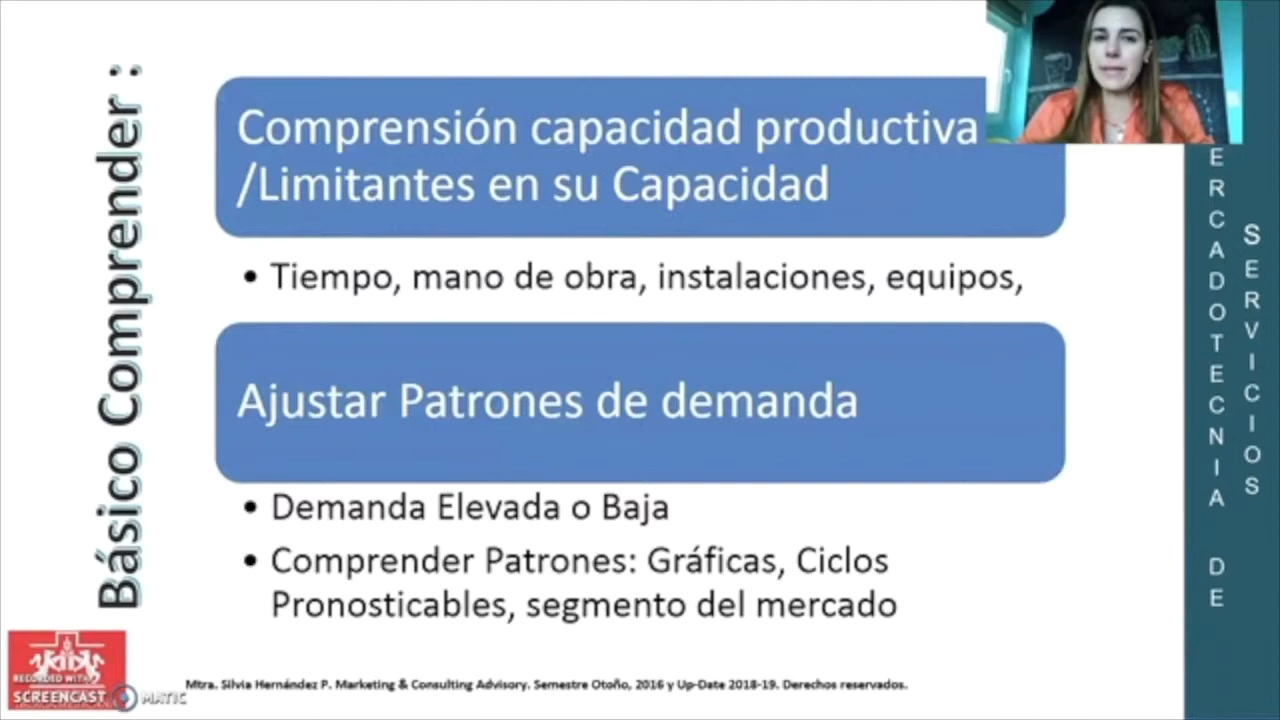 Básico Comprender :
Comprensión capacidad productiva
/Limitantes en su Capacidad
• Tiempo, mano de obra, instalaciones, equipos,
Ajustar Patrones de demanda
• Demanda Elevada o Baja
• Comprender Patrones: Gráficas, Ciclos
Pronosticables, segmento del mercado
ERCADOTECNIA DE
SERVICIOS
RECORDED WITH
SCREENCAST MATIC
Mtra. Silvia Hernández P. Marketing & Consulting Advisory. Semestre Otoño, 2016 y Up-Date 2018-19. Derechos reservados.